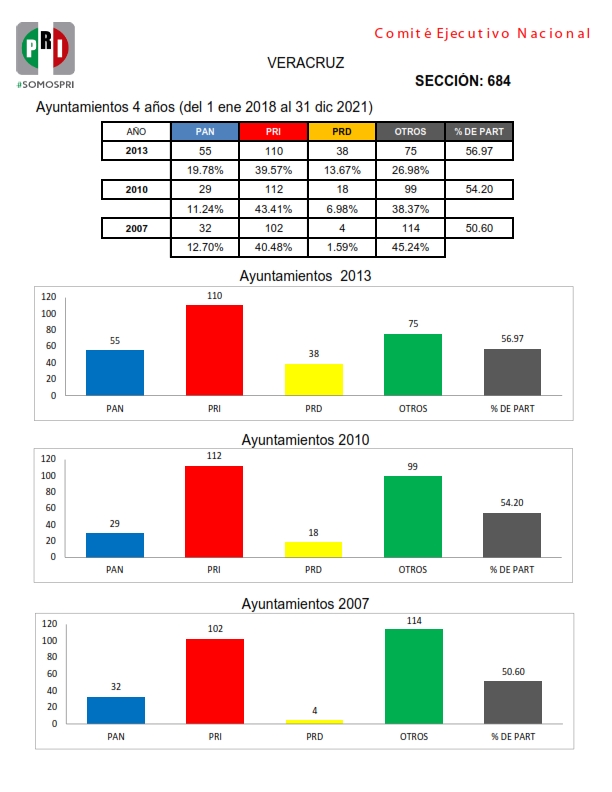 Comité Ejecutivo Nacional
PRI
#SOMOSPRI
VERACRUZ
SECCIÓN: 684
Ayuntamientos 4 años (del 1 ene 2018 al 31 dic 2021)
AÑO PAN PRI PRD OTROS % DE PART
2013 55 110 38 75 56.97
19.78% 39.57% 13.67% 26.98%
2010 29 112 18 99 54.20
11.24% 43.41% 6.98% 38.37%
2007 32 102 4 114 50.60
12.70% 40.48% 1.59% 45.24%
Ayuntamientos 2013
120
100
80
60
40
20
0
55 110 38 75 56.97
PAN PRI PRD OTROS % DE PART
Ayuntamientos 2010
120
100
80
60
40
20
0
29 112 18 99 54.20
PAN PRI PRD OTROS % DE PART
Ayuntamientos 2007
120
100
80
60
40
20
0
32 102 4 114 50.60
PAN PRI PRD OTROS % DE PART